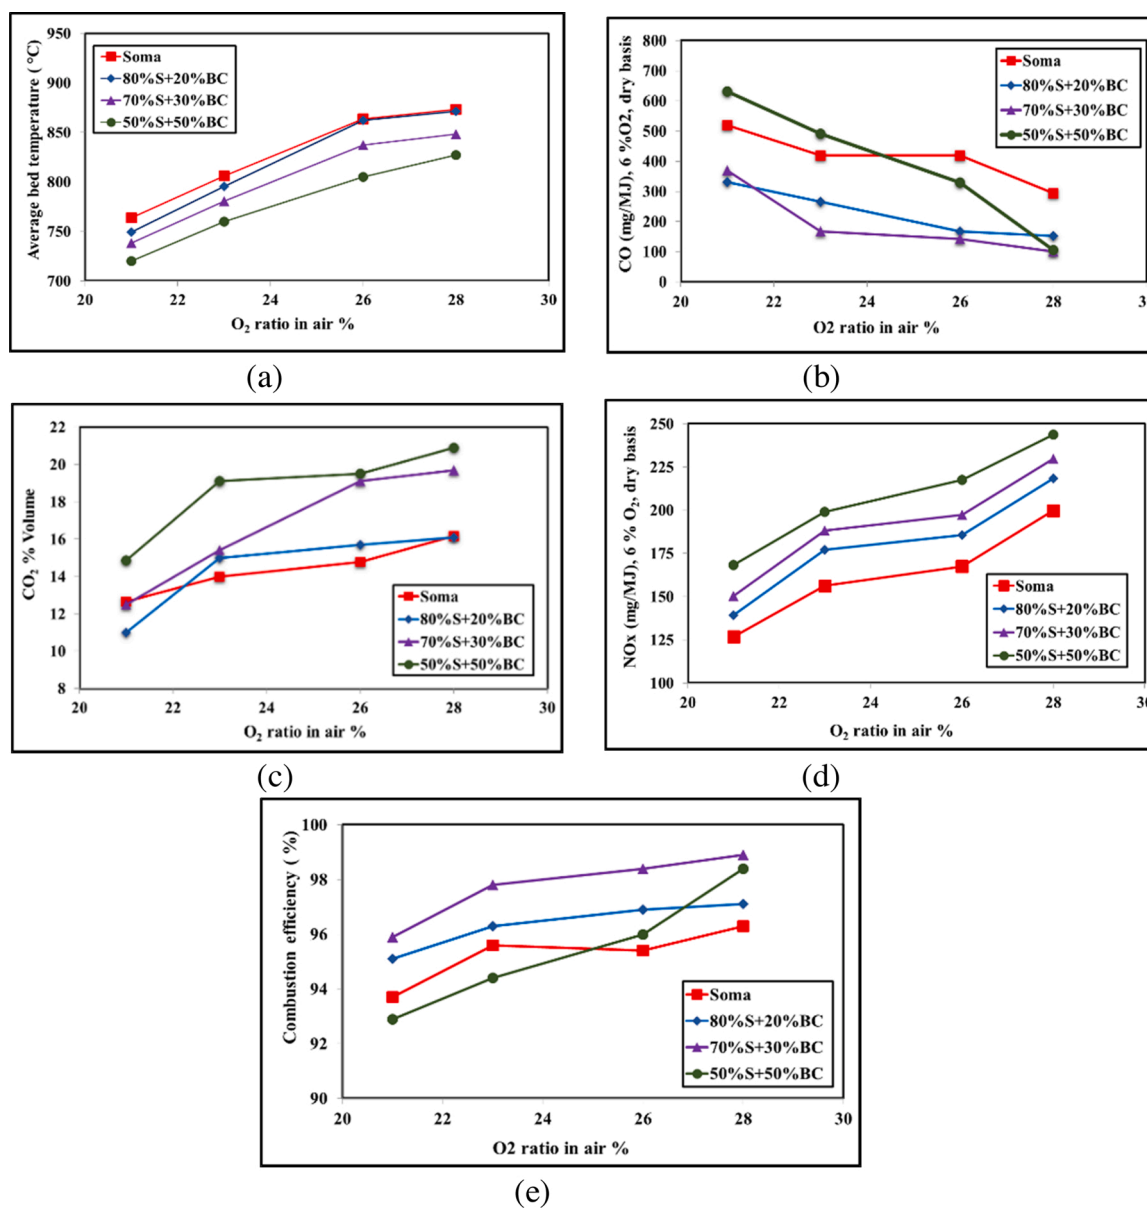 950
900
850
800
750
700
Average bed temperature ( °C)
Soma
80%S+20%BC
70%S+30%BC
50%S+50%BC
20 22 24 26 28 30
O₂ ratio in air %
(a)
800
700
600
500
400
300
200
100
0
CO (mg/MJ), 6 %O2, dry basis
Soma
80%S+20%BC
70%S+30%BC
50%S+50%BC
20 22 24 26 28 3
O2 ratio in air %
(b)
22
20
18
16
14
12
10
8
CO₂ % Volume
Soma
80%S+20%BC
70%S+30%BC
50%S+50%BC
20 22 24 26 28 30
O₂ ratio in air %
(c)
250
225
200
175
150
125
100
NOx (mg/MJ), 6 % O₂, dry basis
Soma
80%S+20%BC
70%S+30%BC
50%S+50%BC
20 22 24 26 28 30
O₂ ratio in air %
(d)
100
98
96
94
92
90
Combustion efficiency ( %)
Soma
80%S+20%BC
70%S+30%BC
50%S+50%BC
20 22 24 26 28 30
O2 ratio in air %
(e)